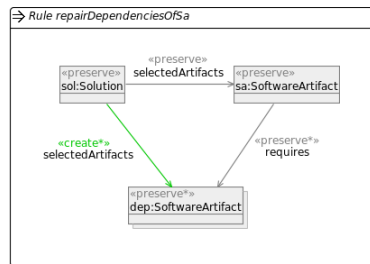 Rule repairDependenciesOfSa
«preserve»
selectedArtifacts
«preserve»
sol:Solution
«preserve»
sa:SoftwareArtifact
«create*»
selectedArtifacts
«preserve*»
requires
«preserve*»
dep:SoftwareArtifact